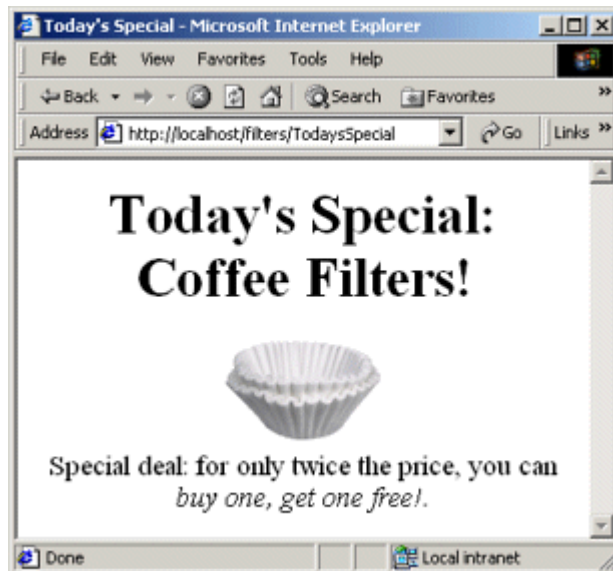 Today's Special - Microsoft Internet Explorer
File Edit View Favorites Tools Help
Back Search Favorites »
Address http://localhost/filters/TodaysSpecial Go Links »
Today's Special:
Coffee Filters!
Special deal: for only twice the price, you can
buy one, get one free!.
Done Local intranet